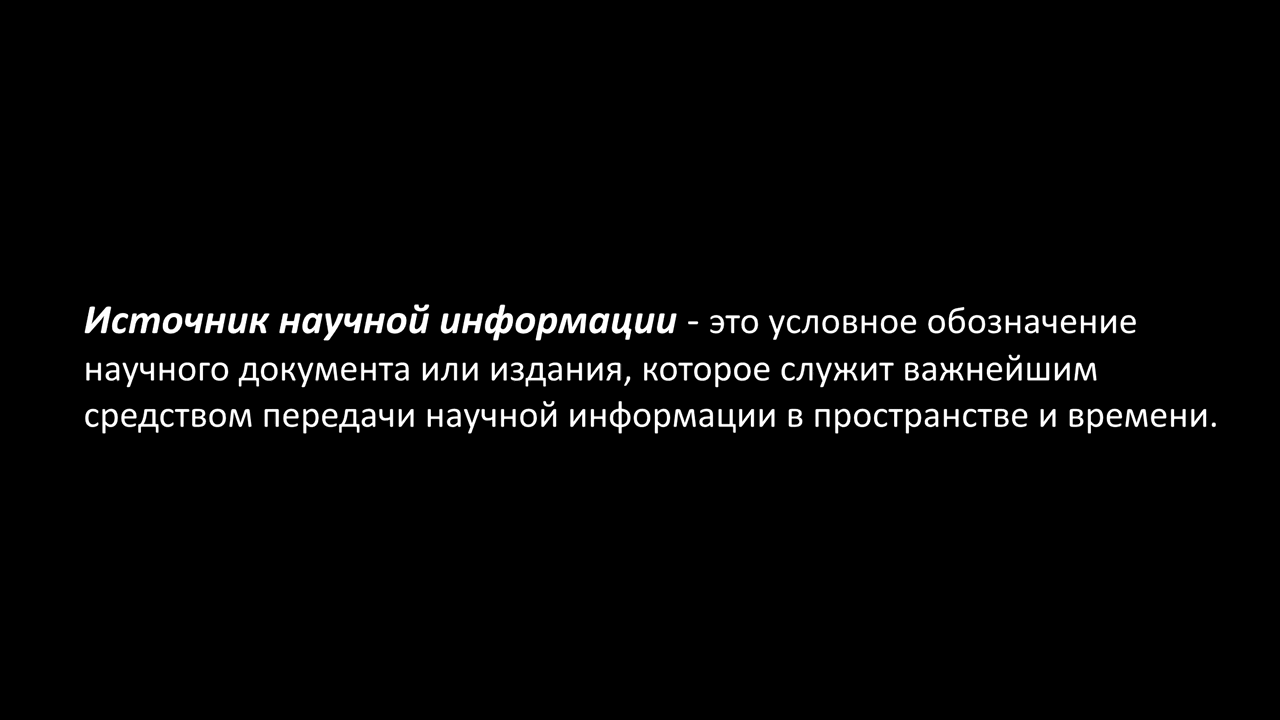 Источник научной информации - это условное обозначение
научного документа или издания, которое служит важнейшим
средством передачи научной информации в пространстве и времени.